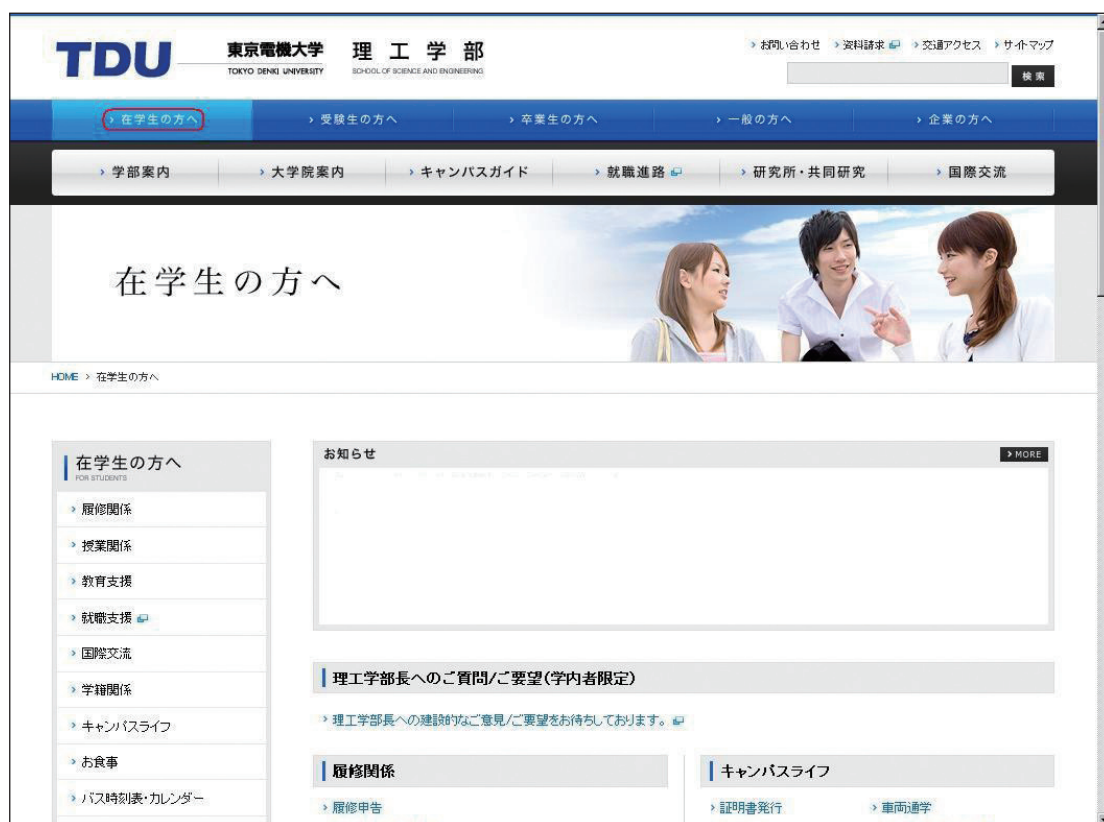 › お問い合わせ › 資料請求 › 交通アクセス › サイトマップ
TDU 東京電機大学 理工学部
TOKYO DENKI UNIVERSITY SCHOOL OF SCIENCE AND ENGINEERING
検索
› 在学生の方へ › 受験生の方へ › 卒業生の方へ › 一般の方へ › 企業の方へ
› 学部案内 › 大学院案内 › キャンパスガイド › 就職進路 › 研究所・共同研究 › 国際交流
在学生の方へ
HOME › 在学生の方へ
在学生の方へ
FOR STUDENTS
› 履修関係
› 授業関係
› 教育支援
› 就職支援
› 国際交流
› 学籍関係
› キャンパスライフ
› お食事
› バス時刻表・カレンダー
お知らせ › MORE
理工学部長へのご質問/ご要望(学内者限定)
› 理工学部長への建設的なご意見/ご要望をお待ちしております。
履修関係
› 履修申告
キャンパスライフ
› 証明書発行 › 車両通学